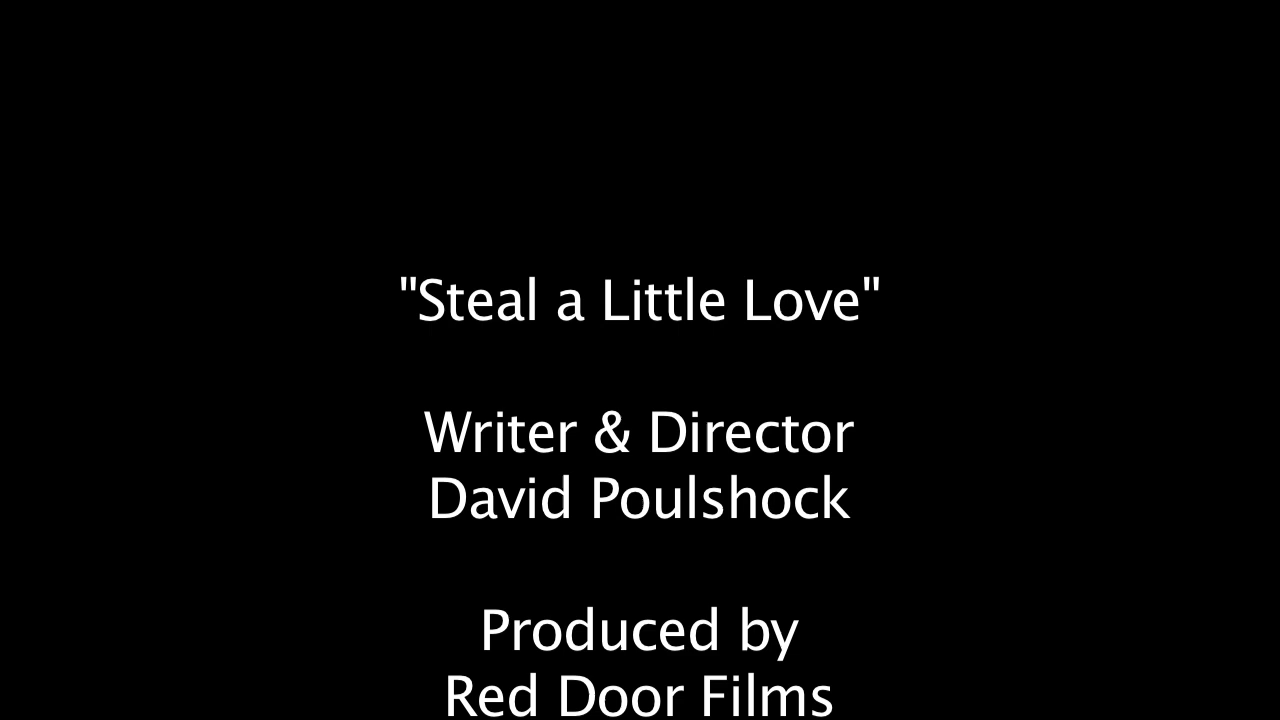 "Steal a Little Love"
Writer & Director
David Poulshock
Produced by
Red Door Films